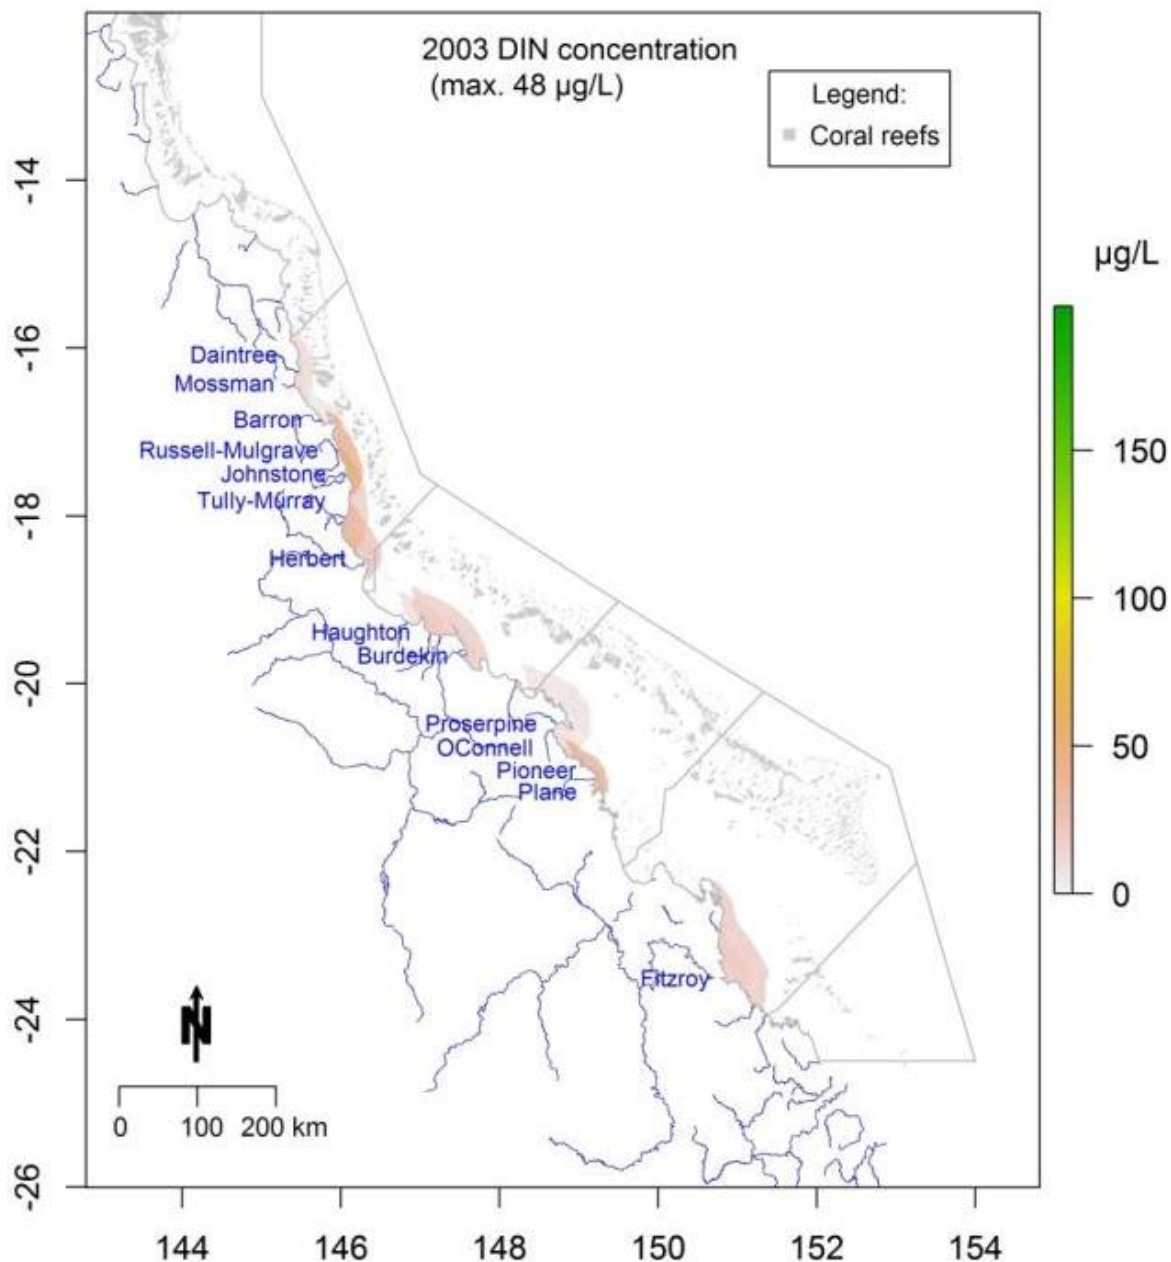 2003 DIN concentration
(max. 48 µg/L)
Legend:
Coral reefs
µg/L
150
100
50
0
-14
-16
-18
-20
-22
-24
-26
Daintree
Mossman
Barron
Russell-Mulgrave
Johnstone
Tully-Murray
Herbert
Haughton
Burdekin
Proserpine
OConnell
Pioneer
Plane
Fitzroy
N
0 100 200 km
144 146 148 150 152 154